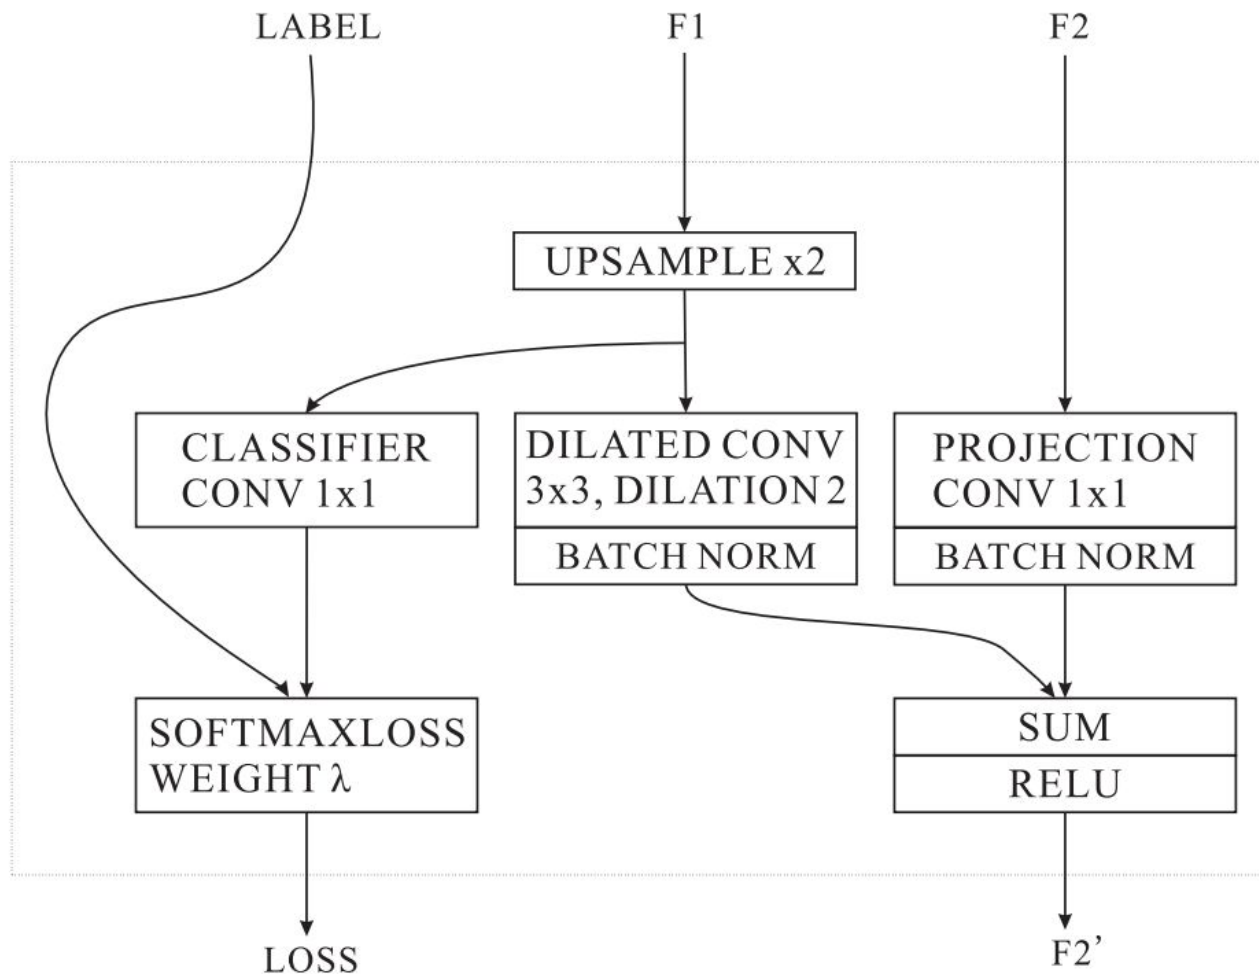 LABEL
F1
F2
UPSAMPLE x2
CLASSIFIER
CONV 1x1
DILATED CONV
3x3, DILATION 2
BATCH NORM
PROJECTION
CONV 1x1
BATCH NORM
SOFTMAXLOSS
WEIGHT λ
SUM
RELU
LOSS
F2’